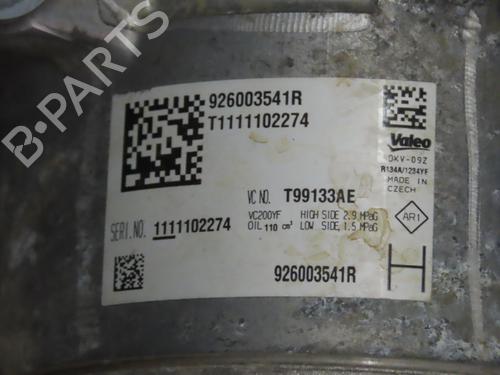 926003541R
T1111102274
Valeo
DKV-09Z
R134A/1234YF
MADE IN
CZECH
VC NO. T99133AE
SERI.NO. 1111102274
VC200YF HIGH SIDE 2.9 MPaG
OIL 110 cm³ LOW SIDE 1.5 MPaG
AR1
926003541R
H
B-PARTS